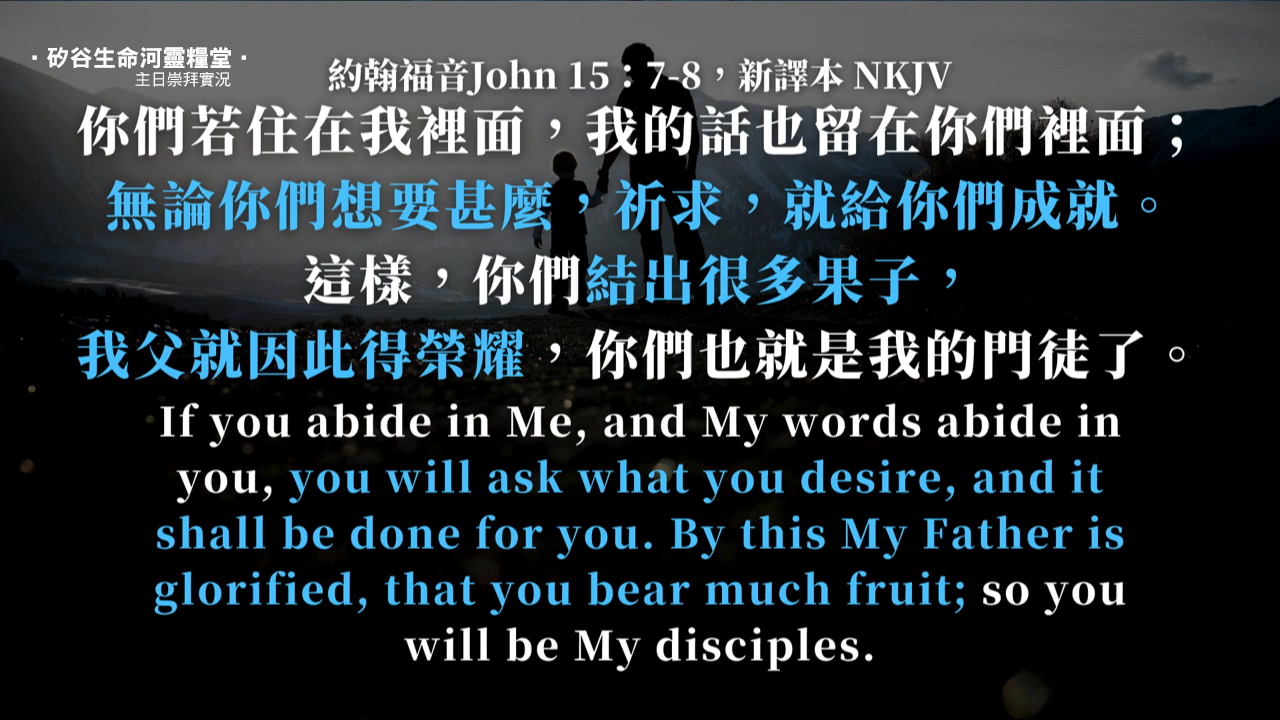 ·矽谷生命河靈糧堂·
主日崇拜實況
約翰福音John 15：7-8，新譯本 NKJV
你們若住在我裡面，我的話也留在你們裡面；
無論你們想要甚麼，祈求，就給你們成就。
這樣，你們結出很多果子，
我父就因此得榮耀，你們也就是我的門徒了。
If you abide in Me, and My words abide in
you, you will ask what you desire, and it
shall be done for you. By this My Father is
glorified, that you bear much fruit; so you
will be My disciples.